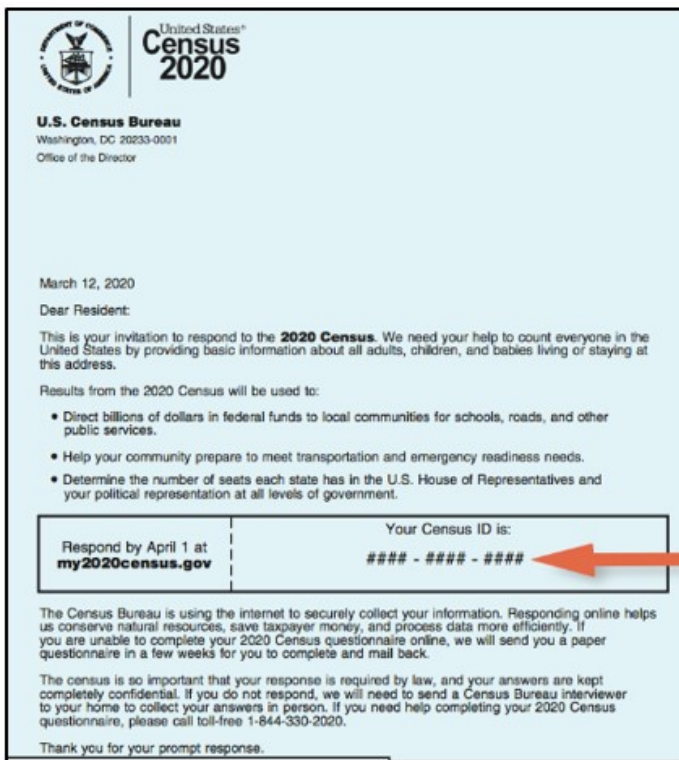 DEPARTMENT OF COMMERCE
UNITED STATES OF AMERICA
United States®
Census
2020
U.S. Census Bureau
Washington, DC 20233-0001
Office of the Director
March 12, 2020
Dear Resident:
This is your invitation to respond to the 2020 Census. We need your help to count everyone in the
United States by providing basic information about all adults, children, and babies living or staying at
this address.
Results from the 2020 Census will be used to:
• Direct billions of dollars in federal funds to local communities for schools, roads, and other
public services.
• Help your community prepare to meet transportation and emergency readiness needs.
• Determine the number of seats each state has in the U.S. House of Representatives and
your political representation at all levels of government.
Respond by April 1 at
my2020census.gov
Your Census ID is:
#### - #### - ####
The Census Bureau is using the internet to securely collect your information. Responding online helps
us conserve natural resources, save taxpayer money, and process data more efficiently. If
you are unable to complete your 2020 Census questionnaire online, we will send you a paper
questionnaire in a few weeks for you to complete and mail back.
The census is so important that your response is required by law, and your answers are kept
completely confidential. If you do not respond, we will need to send a Census Bureau interviewer
to your home to collect your answers in person. If you need help completing your 2020 Census
questionnaire, please call toll-free 1-844-330-2020.
Thank you for your prompt response.